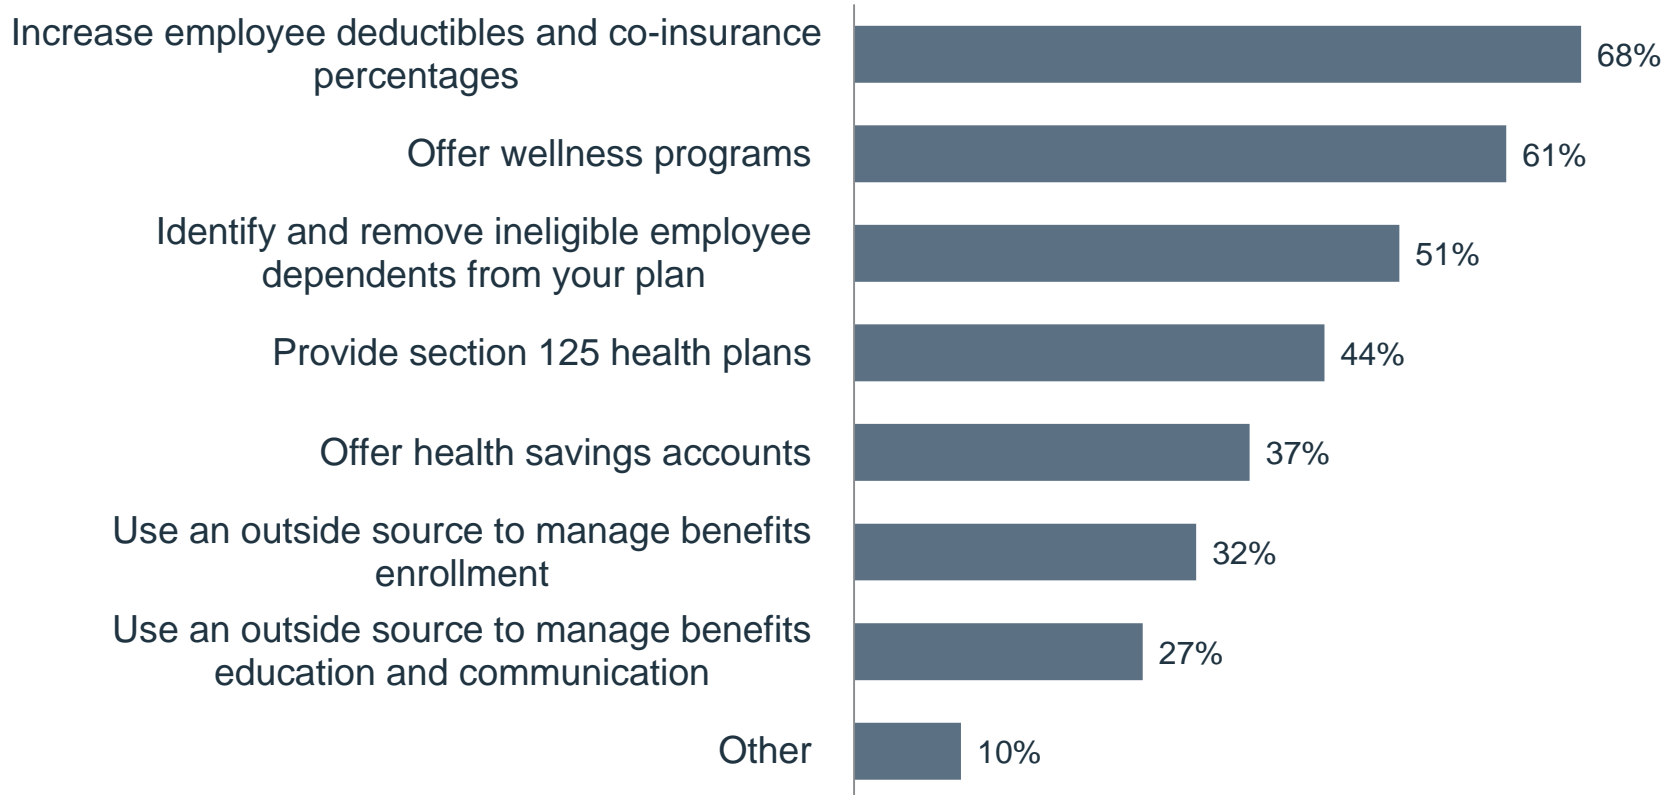 Increase employee deductibles and co-insurance
percentages
68%
Offer wellness programs
61%
Identify and remove ineligible employee
dependents from your plan
51%
Provide section 125 health plans
44%
Offer health savings accounts
37%
Use an outside source to manage benefits
enrollment
32%
Use an outside source to manage benefits
education and communication
27%
Other
10%